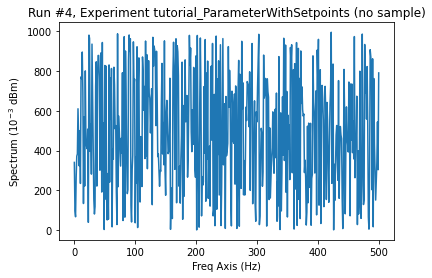 Run #4, Experiment tutorial_ParameterWithSetpoints (no sample)
1000
800
600
400
200
0
Spectrum (10⁻³ dBm)
0 100 200 300 400 500
Freq Axis (Hz)